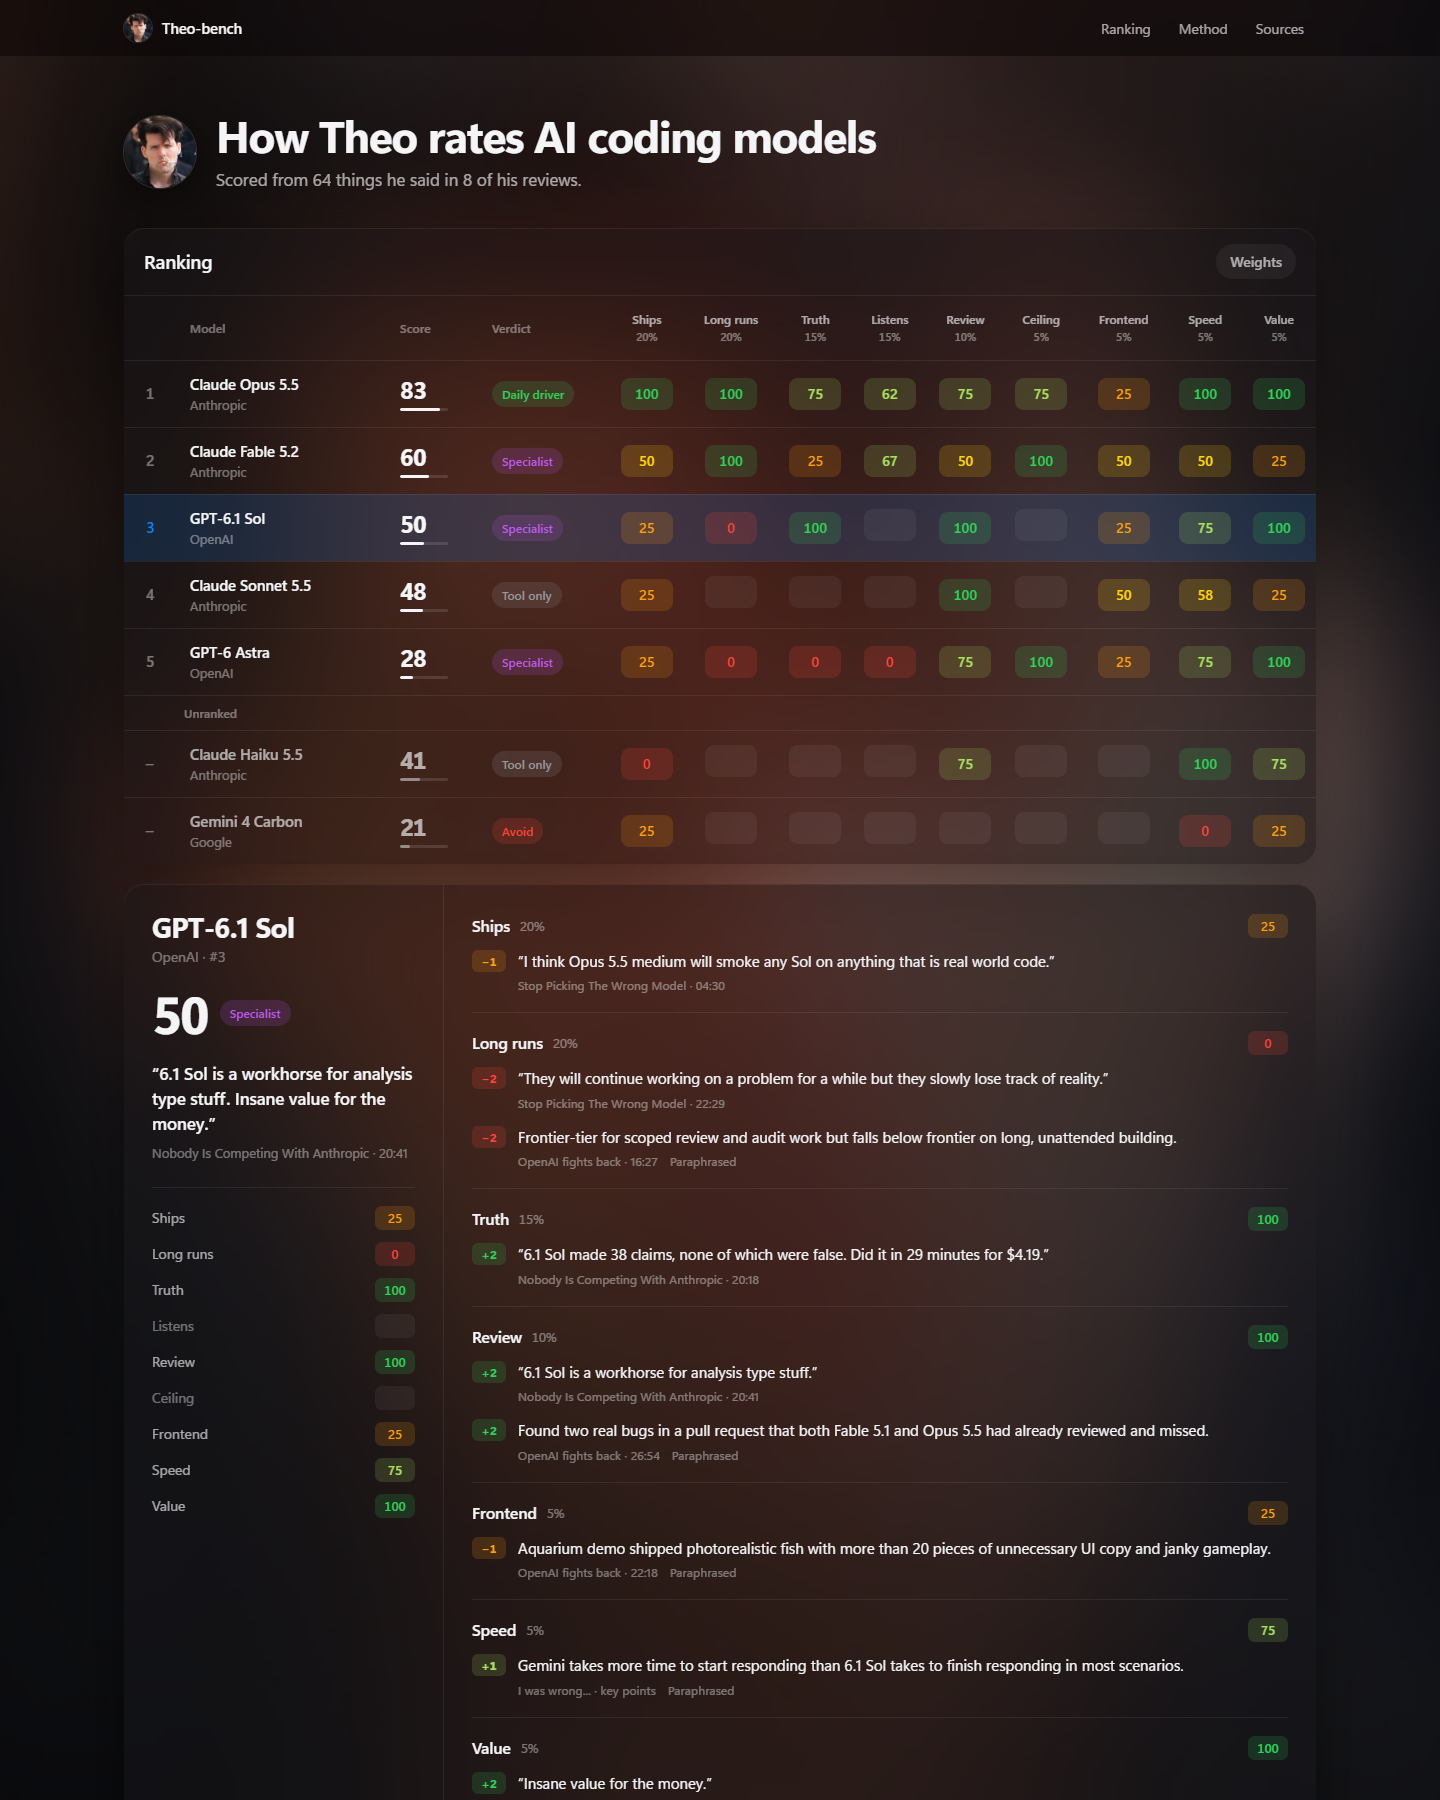 Theo-bench
Ranking Method Sources
How Theo rates AI coding models
Scored from 64 things he said in 8 of his reviews.
Ranking
Weights
Model Score Verdict Ships Long runs Truth Listens Review Ceiling Frontend Speed Value
20% 20% 15% 15% 10% 5% 5% 5% 5%
1 Claude Opus 5.5 83 Daily driver 100 100 75 62 75 75 25 100 100
Anthropic
2 Claude Fable 5.2 60 Specialist 50 100 25 67 50 100 50 50 25
Anthropic
3 GPT-6.1 Sol 50 Specialist 25 0 100 100 25 75 100
OpenAI
4 Claude Sonnet 5.5 48 Tool only 25 100 50 58 25
Anthropic
5 GPT-6 Astra 28 Specialist 25 0 0 0 75 100 25 75 100
OpenAI
Unranked
– Claude Haiku 5.5 41 Tool only 0 75 100 75
Anthropic
– Gemini 4 Carbon 21 Avoid 25 0 25
Google
GPT-6.1 Sol
OpenAI · #3
50 Specialist
"6.1 Sol is a workhorse for analysis
type stuff. Insane value for the
money."
Nobody Is Competing With Anthropic · 20:41
Ships 25
Long runs 0
Truth 100
Listens
Review 100
Ceiling
Frontend 25
Speed 75
Value 100
Ships 20% 25
−1 "I think Opus 5.5 medium will smoke any Sol on anything that is real world code."
Stop Picking The Wrong Model · 04:30
Long runs 20% 0
−2 "They will continue working on a problem for a while but they slowly lose track of reality."
Stop Picking The Wrong Model · 22:29
−2 Frontier-tier for scoped review and audit work but falls below frontier on long, unattended building.
OpenAI fights back · 16:27 Paraphrased
Truth 15% 100
+2 "6.1 Sol made 38 claims, none of which were false. Did it in 29 minutes for $4.19."
Nobody Is Competing With Anthropic · 20:18
Review 10% 100
+2 "6.1 Sol is a workhorse for analysis type stuff."
Nobody Is Competing With Anthropic · 20:41
+2 Found two real bugs in a pull request that both Fable 5.1 and Opus 5.5 had already reviewed and missed.
OpenAI fights back · 26:54 Paraphrased
Frontend 5% 25
−1 Aquarium demo shipped photorealistic fish with more than 20 pieces of unnecessary UI copy and janky gameplay.
OpenAI fights back · 22:18 Paraphrased
Speed 5% 75
+1 Gemini takes more time to start responding than 6.1 Sol takes to finish responding in most scenarios.
I was wrong... · key points Paraphrased
Value 5% 100
+2 "Insane value for the money."